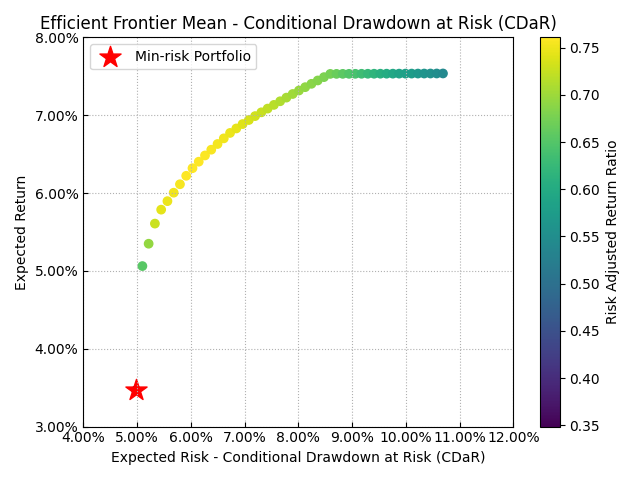 Efficient Frontier Mean - Conditional Drawdown at Risk (CDaR)
Min-risk Portfolio
8.00%
7.00%
6.00%
5.00%
4.00%
3.00%
Expected Return
4.00% 5.00% 6.00% 7.00% 8.00% 9.00% 10.00% 11.00% 12.00%
Expected Risk - Conditional Drawdown at Risk (CDaR)
0.75
0.70
0.65
0.60
0.55
0.50
0.45
0.40
0.35
Risk Adjusted Return Ratio